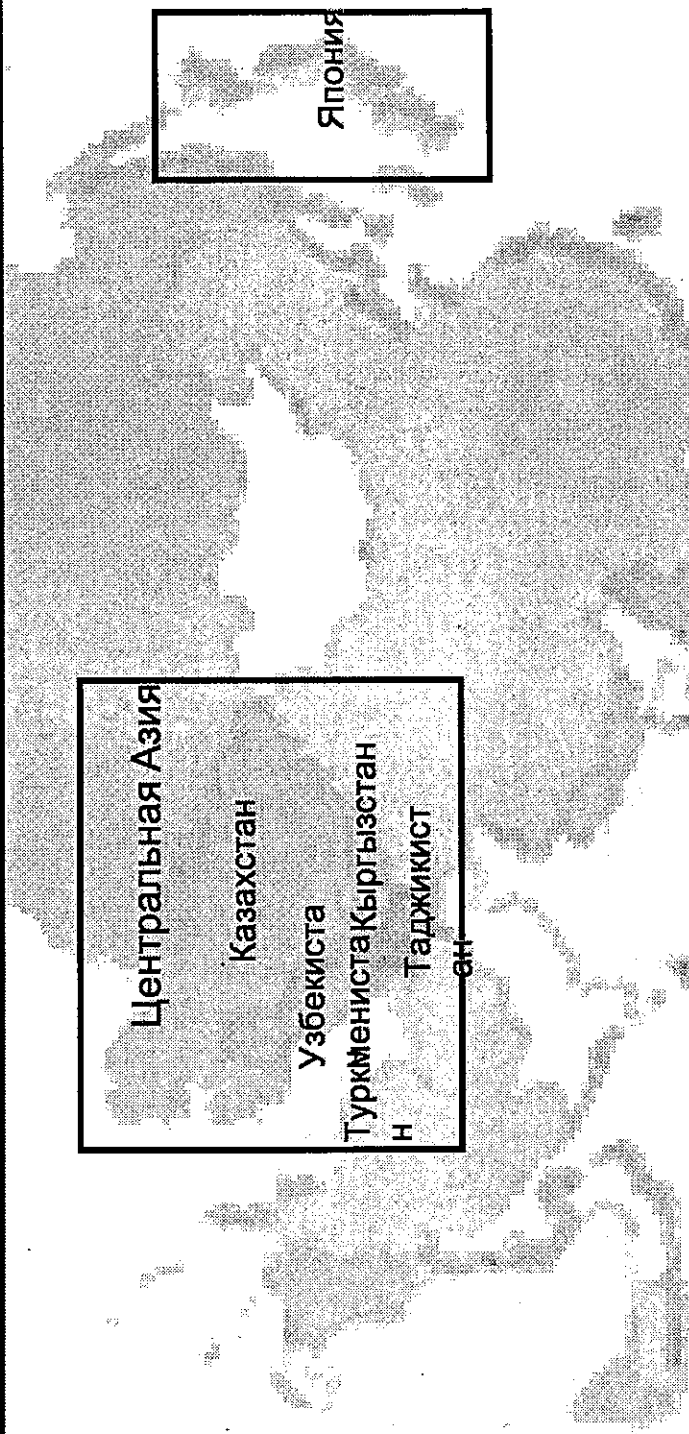 Центральная Азия
Япония
Казахстан
Узбекиста
Туркмениста
н
Кыргызстан
Таджикист
ан